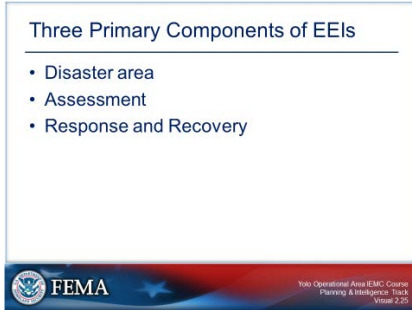 Three Primary Components of EEIs
• Disaster area
• Assessment
• Response and Recovery
FEMA
Yolo Operational Area IEMC Course
Planning & Intelligence Track
Visual 2.25